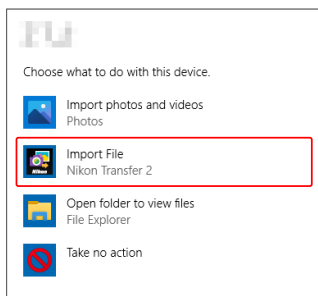 Choose what to do with this device.
Import photos and videos
Photos
Import File
Nikon Transfer 2
Open folder to view files
File Explorer
Take no action